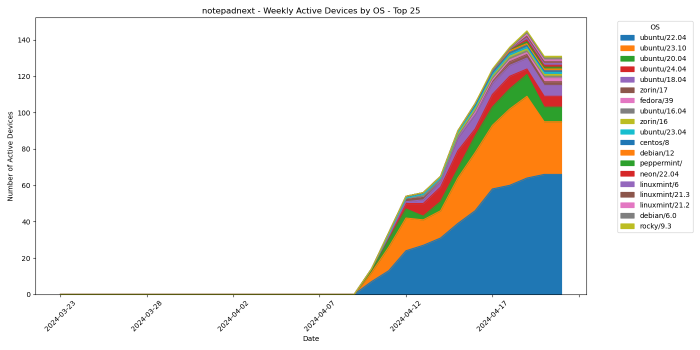 notepadnext - Weekly Active Devices by OS - Top 25
Number of Active Devices
140
120
100
80
60
40
20
0
2024-03-23
2024-03-28
2024-04-02
2024-04-07
2024-04-12
2024-04-17
Date
OS
ubuntu/22.04
ubuntu/23.10
ubuntu/20.04
ubuntu/24.04
ubuntu/18.04
zorin/17
fedora/39
ubuntu/16.04
zorin/16
ubuntu/23.04
centos/8
debian/12
peppermint/
neon/22.04
linuxmint/6
linuxmint/21.3
linuxmint/21.2
debian/6.0
rocky/9.3